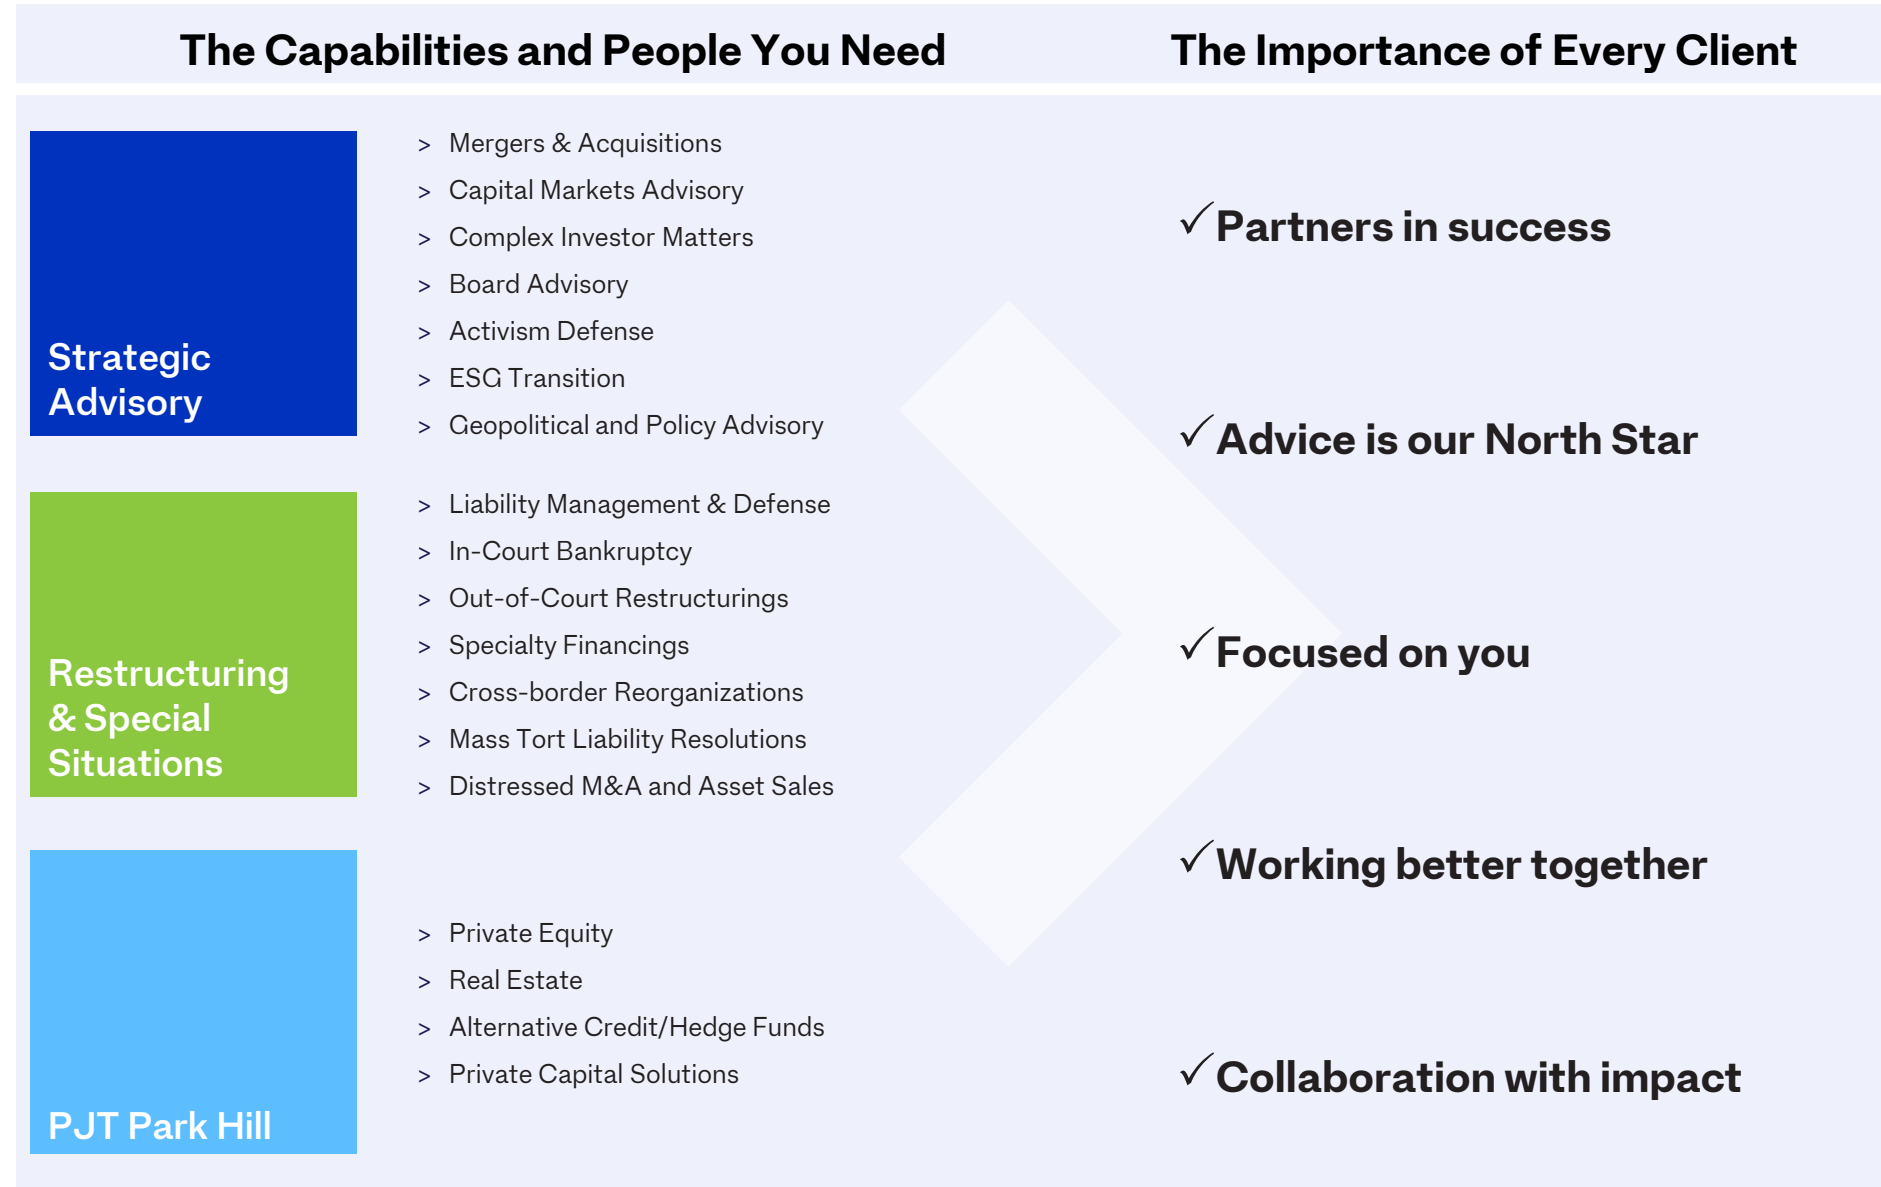 The Capabilities and People You Need
The Importance of Every Client
Strategic
Advisory
> Mergers & Acquisitions
> Capital Markets Advisory
> Complex Investor Matters
> Board Advisory
> Activism Defense
> ESG Transition
> Geopolitical and Policy Advisory
Restructuring
& Special
Situations
> Liability Management & Defense
> In-Court Bankruptcy
> Out-of-Court Restructurings
> Specialty Financings
> Cross-border Reorganizations
> Mass Tort Liability Resolutions
> Distressed M&A and Asset Sales
PJT Park Hill
> Private Equity
> Real Estate
> Alternative Credit/Hedge Funds
> Private Capital Solutions
✓Partners in success
✓Advice is our North Star
✓Focused on you
✓Working better together
✓Collaboration with impact